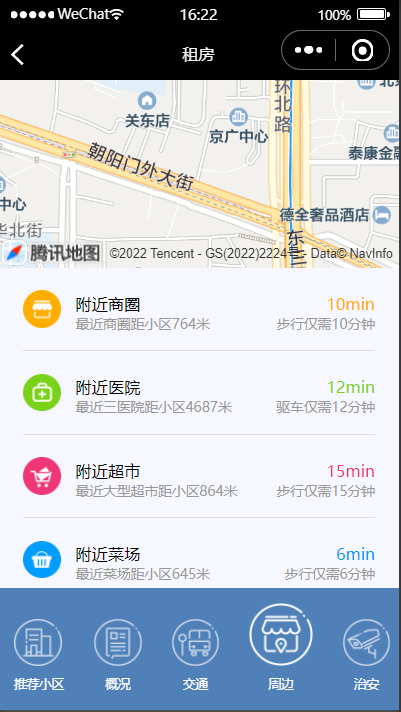 WeChat
16:22
100%
租房
北京
环北路
关东店
京广中心
朝阳门外大街
泰康金融
中心
德全奢品酒店
华北街
东三
腾讯地图
©2022 Tencent - GS(2022)2224号 - Data© NavInfo
附近商圈
10min
最近商圈距小区764米
步行仅需10分钟
附近医院
12min
最近三医院距小区4687米
驱车仅需12分钟
附近超市
15min
最近大型超市距小区864米
步行仅需15分钟
附近菜场
6min
最近菜场距小区645米
步行仅需6分钟
推荐小区
概况
交通
周边
治安